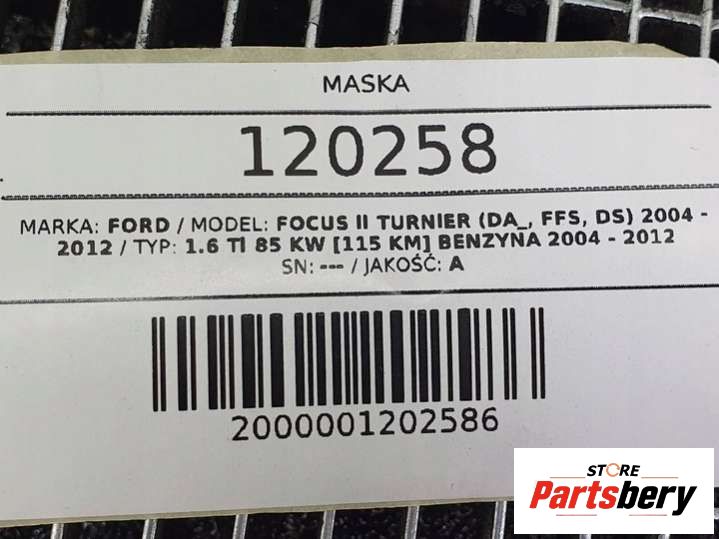 MASKA
120258
MARKA: FORD / MODEL: FOCUS II TURNIER (DA_, FFS, DS) 2004 -
2012 / TYP: 1.6 TI 85 KW [115 KM] BENZYNA 2004 - 2012
SN: --- / JAKOŚĆ: A
2000001202586
STORE
Partsbery